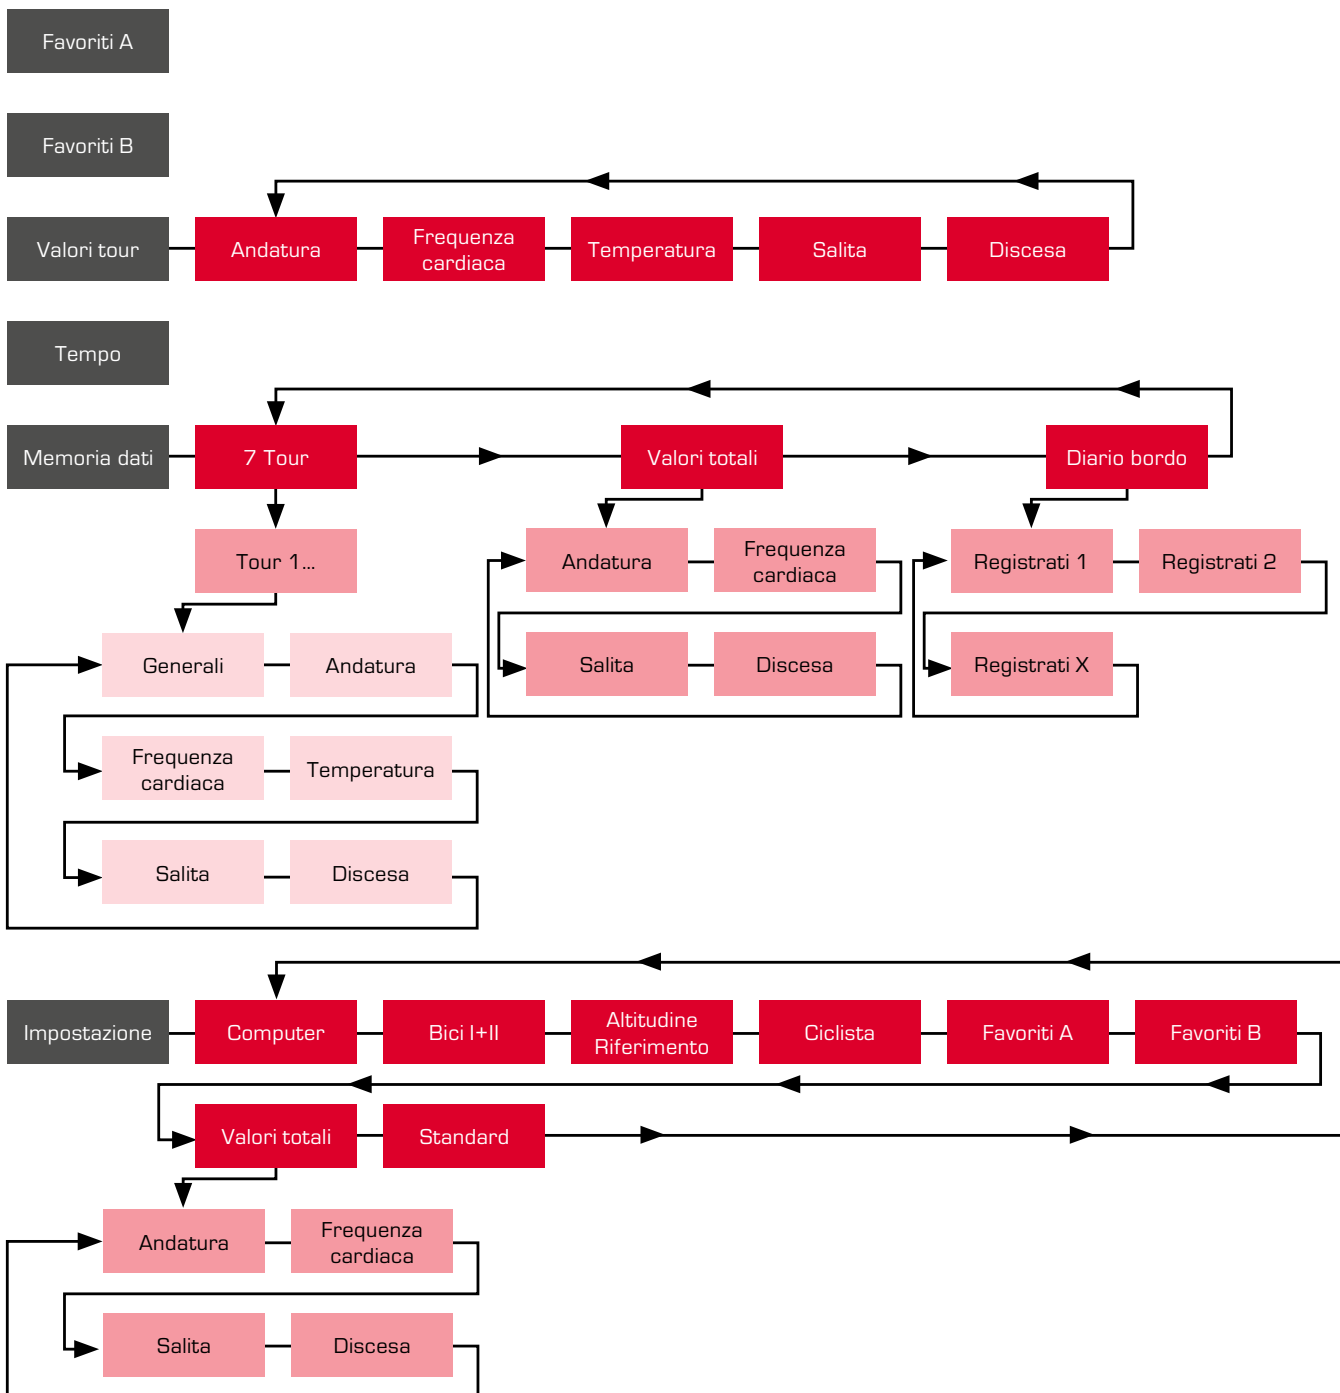 Favoriti A
Favoriti B
Valori tour
Andatura
Frequenza
cardiaca
Temperatura
Salita
Discesa
Tempo
Memoria dati
7 Tour
Valori totali
Diario bordo
Tour 1...
Andatura
Frequenza
cardiaca
Registrati 1
Registrati 2
Generali
Andatura
Salita
Discesa
Registrati X
Frequenza
cardiaca
Temperatura
Salita
Discesa
Impostazione
Computer
Bici I+II
Altitudine
Riferimento
Ciclista
Favoriti A
Favoriti B
Valori totali
Standard
Andatura
Frequenza
cardiaca
Salita
Discesa